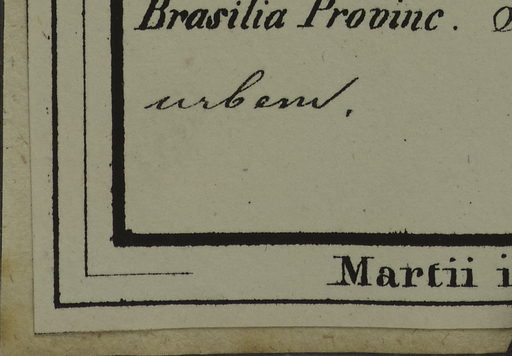 Brasilia Provinc.
urbem.
Martii i